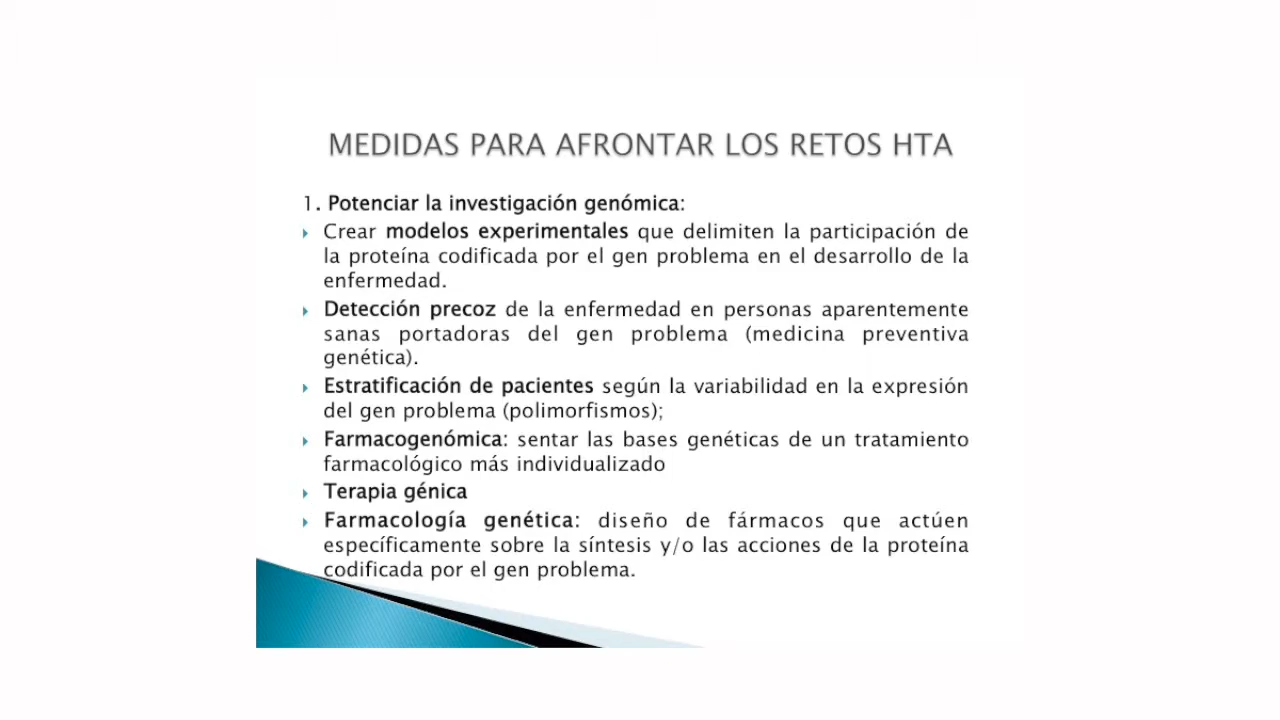 MEDIDAS PARA AFRONTAR LOS RETOS HTA
1. Potenciar la investigación genómica:
Crear modelos experimentales que delimiten la participación de
la proteína codificada por el gen problema en el desarrollo de la
enfermedad.
Detección precoz de la enfermedad en personas aparentemente
sanas portadoras del gen problema (medicina preventiva
genética).
Estratificación de pacientes según la variabilidad en la expresión
del gen problema (polimorfismos);
Farmacogenómica: sentar las bases genéticas de un tratamiento
farmacológico más individualizado
Terapia génica
Farmacología genética: diseño de fármacos que actúen
específicamente sobre la síntesis y/o las acciones de la proteína
codificada por el gen problema.